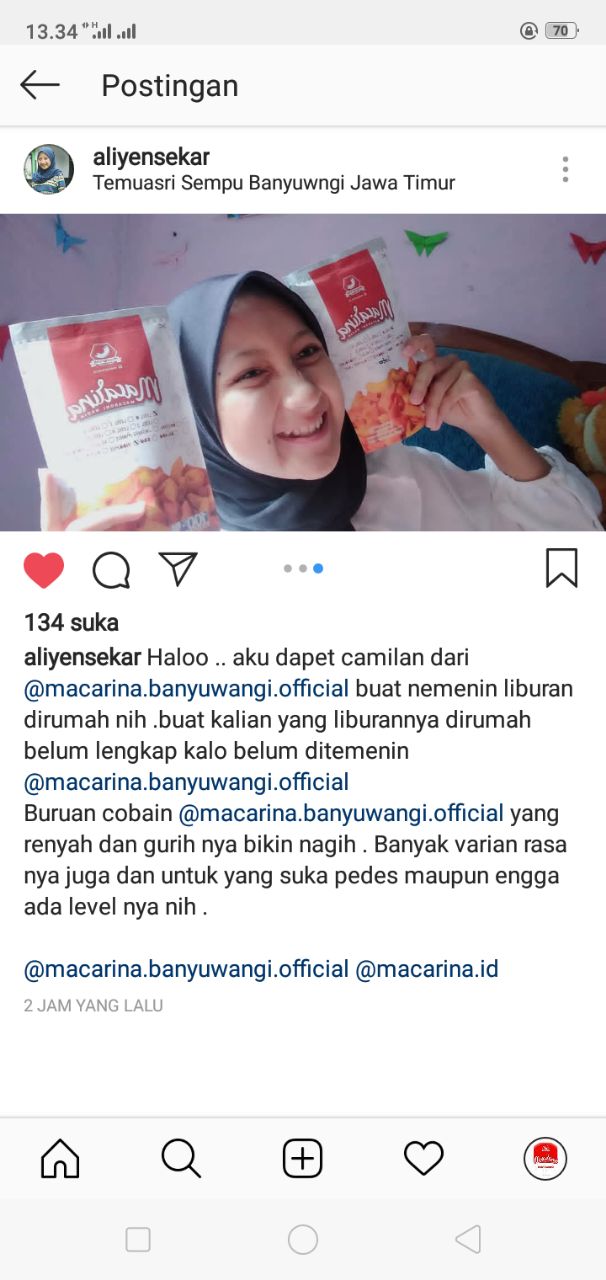 13.34
H
70
Postingan
aliyensekar
Temuasri Sempu Banyuwngi Jawa Timur
Macarina
Macarina
134 suka
aliyensekar Haloo .. aku dapet camilan dari
@macarina.banyuwangi.official buat nemenin liburan
dirumah nih .buat kalian yang liburannya dirumah
belum lengkap kalo belum ditemenin
@macarina.banyuwangi.official
Buruan cobain @macarina.banyuwangi.official yang
renyah dan gurih nya bikin nagih . Banyak varian rasa
nya juga dan untuk yang suka pedes maupun engga
ada level nya nih .
@macarina.banyuwangi.official @macarina.id
2 JAM YANG LALU